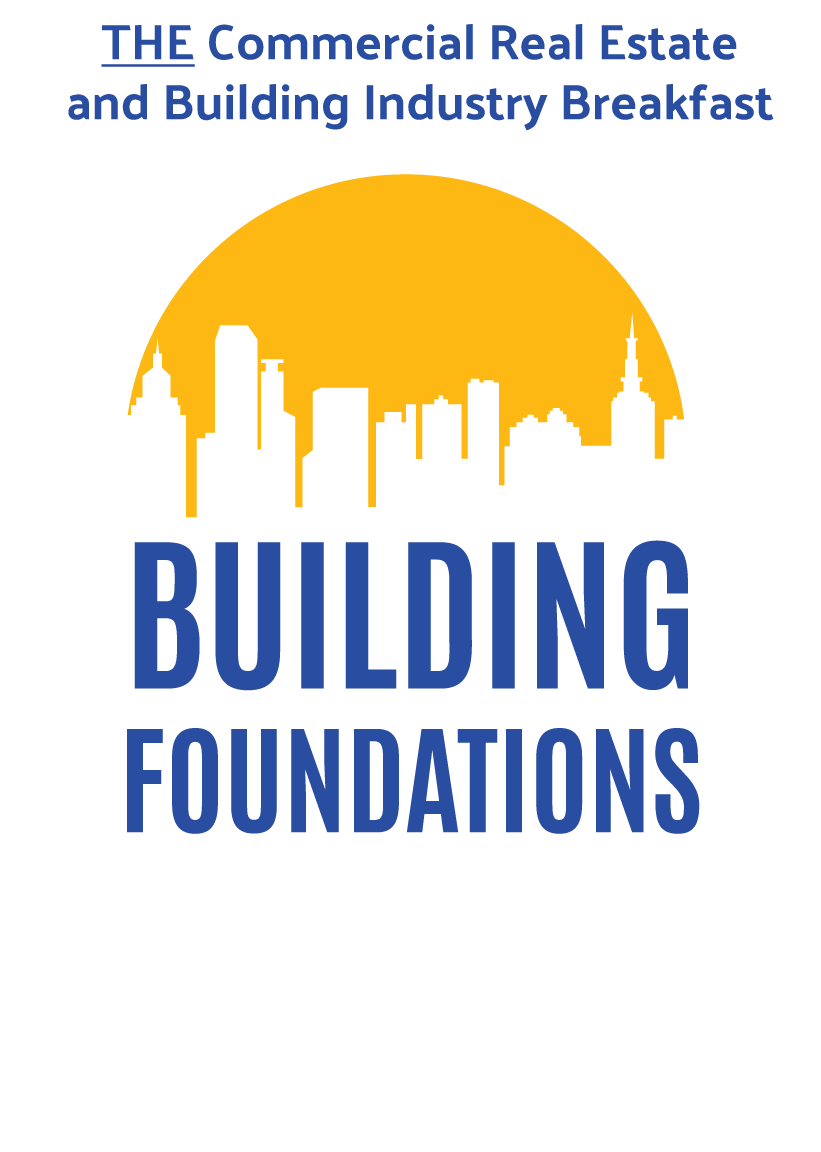 THE Commercial Real Estate
and Building Industry Breakfast
BUILDING
FOUNDATIONS